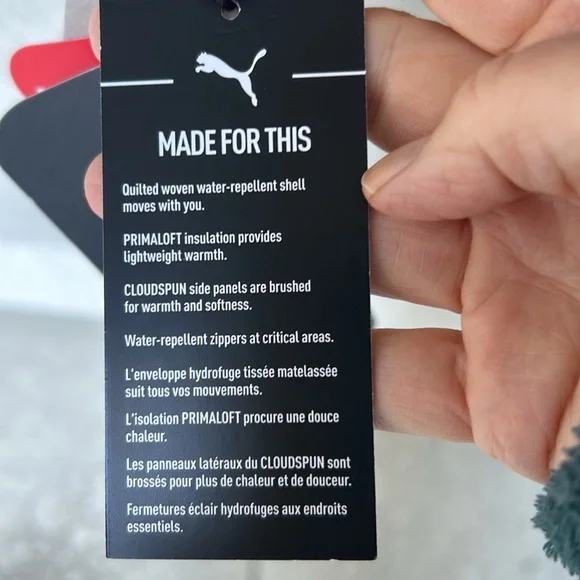 MADE FOR THIS
Quilted woven water-repellent shell
moves with you.
PRIMALOFT insulation provides
lightweight warmth.
CLOUDSPUN side panels are brushed
for warmth and softness.
Water-repellent zippers at critical areas.
L'enveloppe hydrofuge tissée matelassée
suit tous vos mouvements.
L'isolation PRIMALOFT procure une douce
chaleur.
Les panneaux latéraux du CLOUDSPUN sont
brossés pour plus de chaleur et de douceur.
Fermetures éclair hydrofuges aux endroits
essentiels.